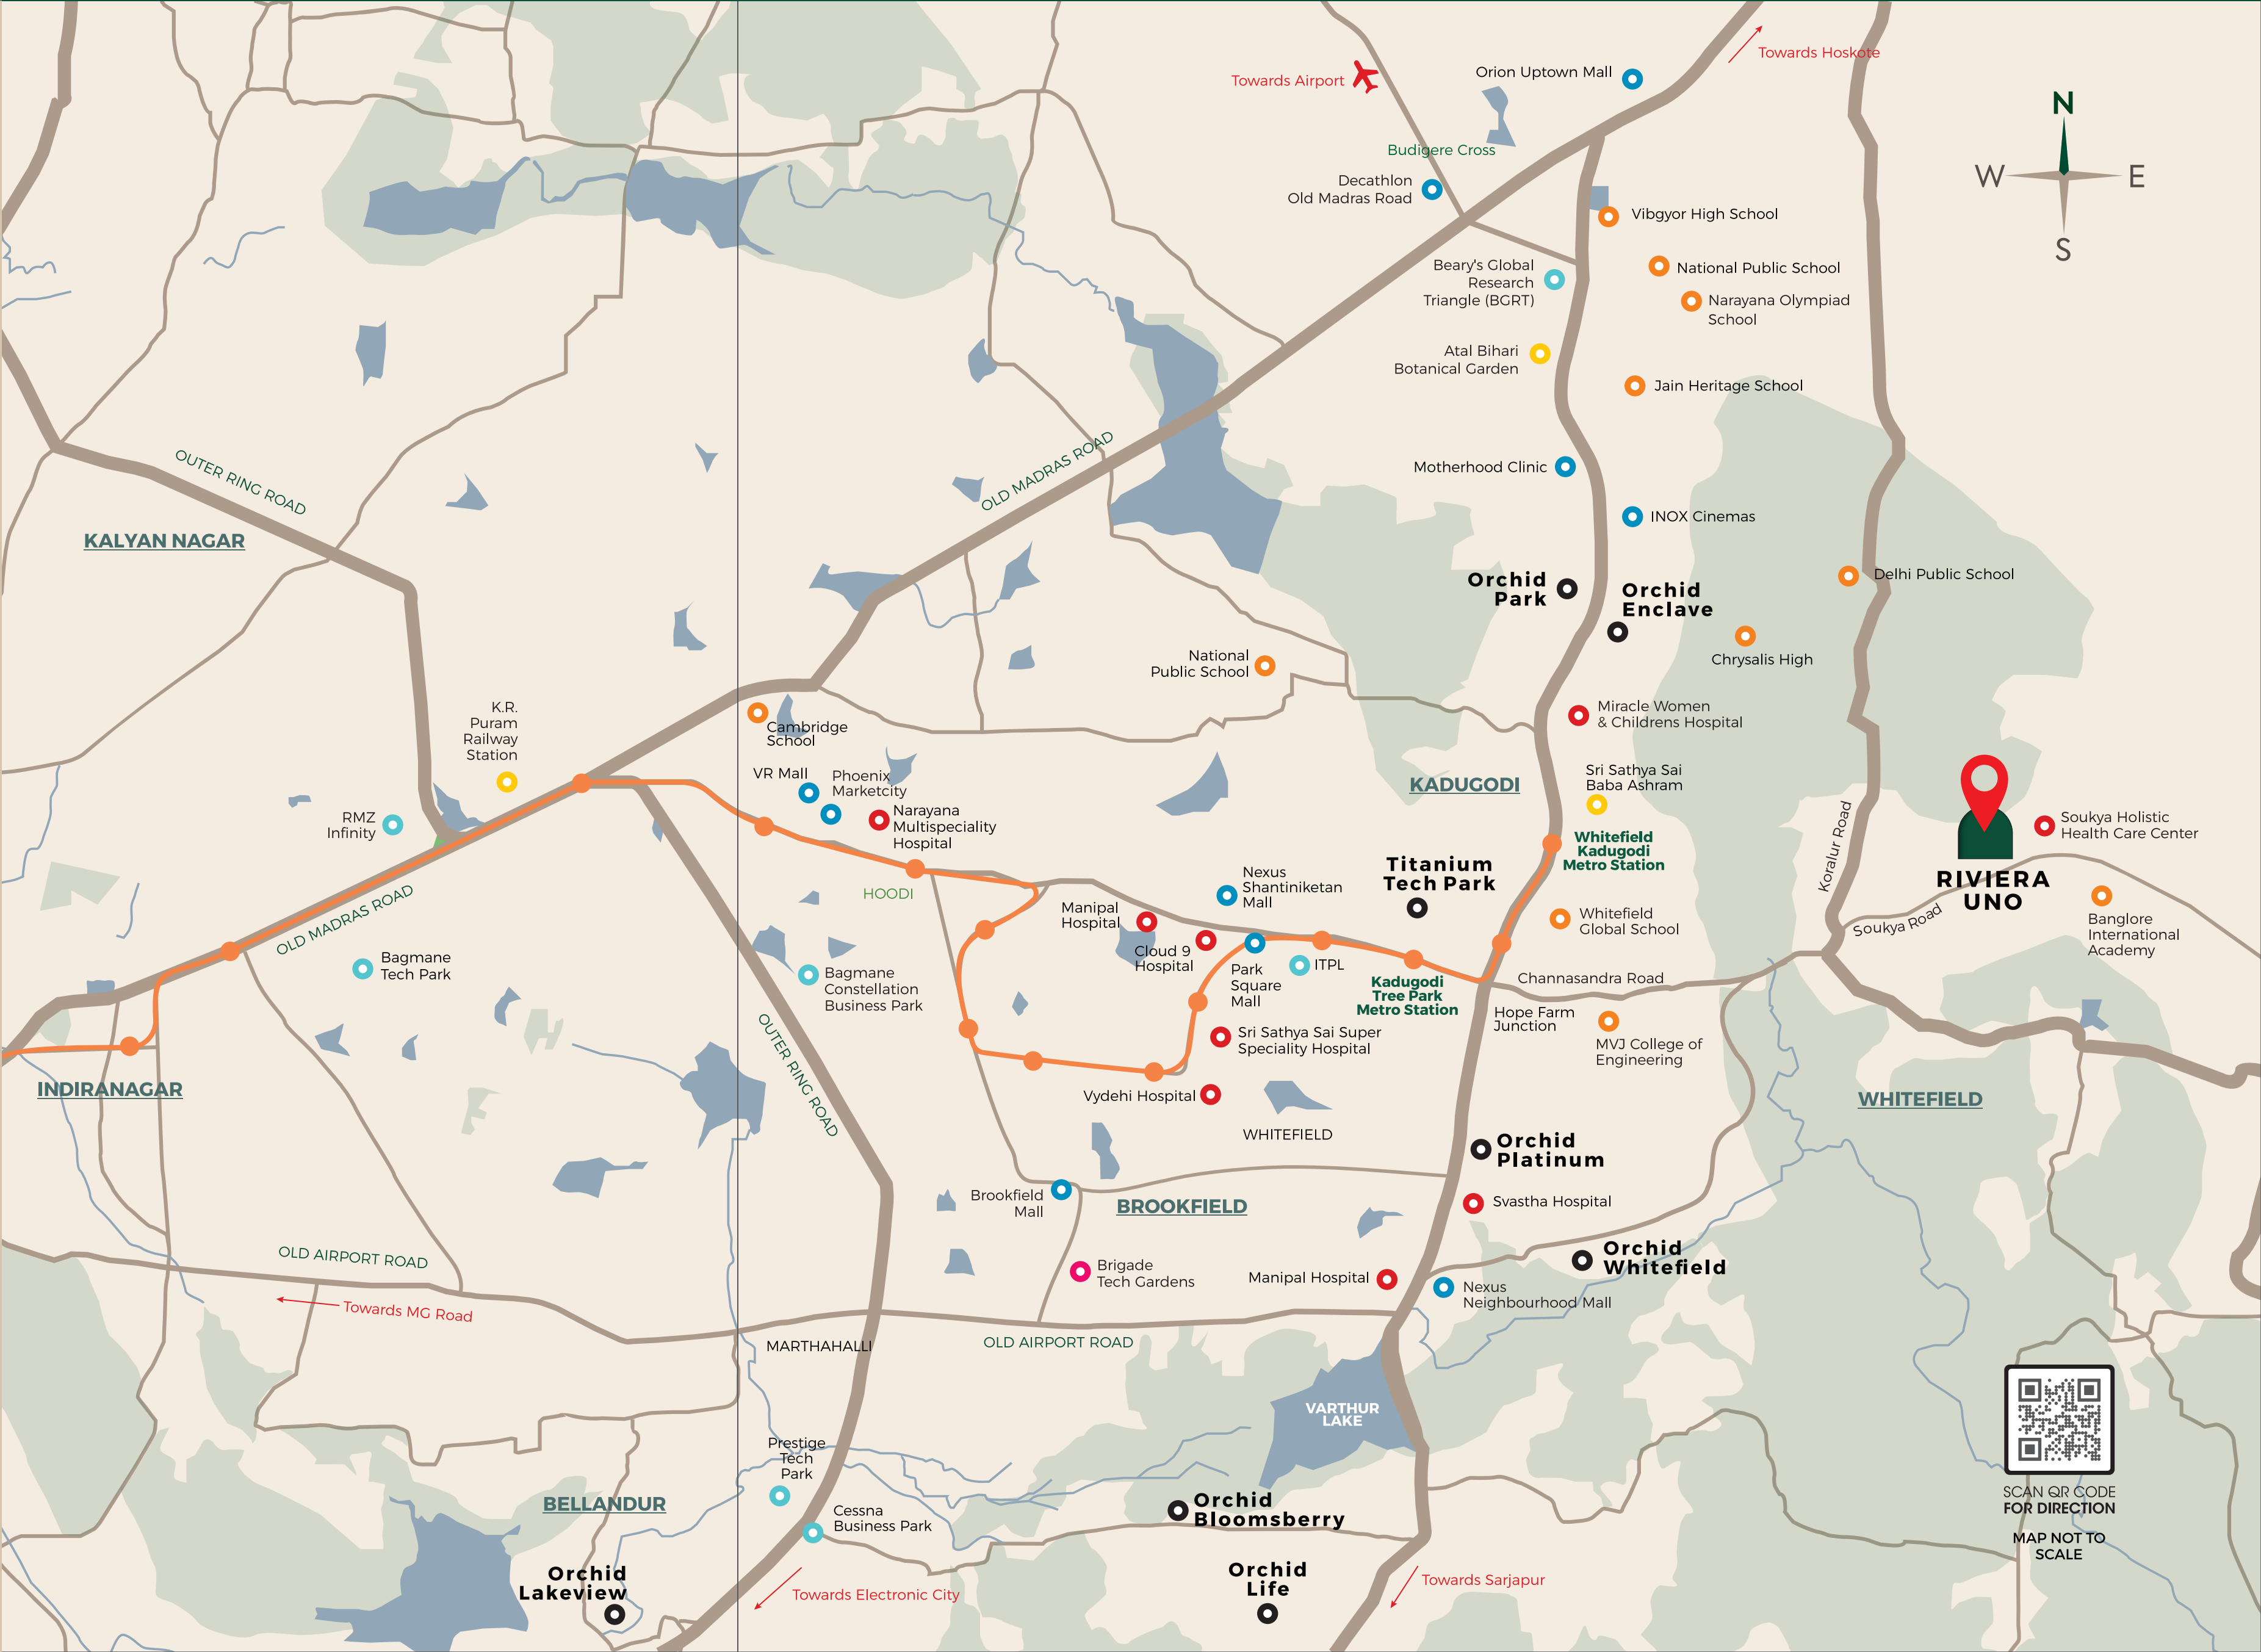 Towards Hoskote
Orion Uptown Mall
Towards Airport
N
W
E
S
Budigere Cross
Decathlon
Old Madras Road
Vibgyor High School
Beary's Global
Research
Triangle (BGRT)
National Public School
Narayana Olympiad
School
Atal Bihari
Botanical Garden
Jain Heritage School
OUTER RING ROAD
OLD MADRAS ROAD
Motherhood Clinic
INOX Cinemas
KALYAN NAGAR
Orchid
Park
Orchid
Enclave
Delhi Public School
Chrysalis High
National
Public School
K.R.
Puram
Railway
Station
Cambridge
School
Miracle Women
& Childrens Hospital
VR Mall
Phoenix
Marketcity
KADUGODI
Sri Sathya Sai
Baba Ashram
RMZ
Infinity
Narayana
Multispeciality
Hospital
Whitefield
Kadugodi
Metro Station
Koralur Road
Soukya Holistic
Health Care Center
RIVIERA
UNO
HOODI
Nexus
Shantiniketan
Mall
Titanium
Tech Park
Manipal
Hospital
Whitefield
Global School
Soukya Road
Banglore
International
Academy
OLD MADRAS ROAD
Bagmane
Tech Park
Cloud 9
Hospital
Park
Square
Mall
ITPL
Bagmane
Constellation
Business Park
Kadugodi
Tree Park
Metro Station
Channasandra Road
Hope Farm
Junction
MVJ College of
Engineering
OUTER RING ROAD
Sri Sathya Sai Super
Speciality Hospital
INDIRANAGAR
Vydehi Hospital
WHITEFIELD
WHITEFIELD
Orchid
Platinum
Brookfield
Mall
BROOKFIELD
Svastha Hospital
OLD AIRPORT ROAD
Brigade
Tech Gardens
Manipal Hospital
Orchid
Whitefield
Nexus
Neighbourhood Mall
Towards MG Road
MARTHAHALLI
OLD AIRPORT ROAD
VARTHUR
LAKE
Prestige
Tech
Park
SCAN QR CODE
FOR DIRECTION
MAP NOT TO
SCALE
BELLANDUR
Cessna
Business Park
Orchid
Bloomsberry
Orchid
Lakeview
Towards Electronic City
Orchid
Life
Towards Sarjapur